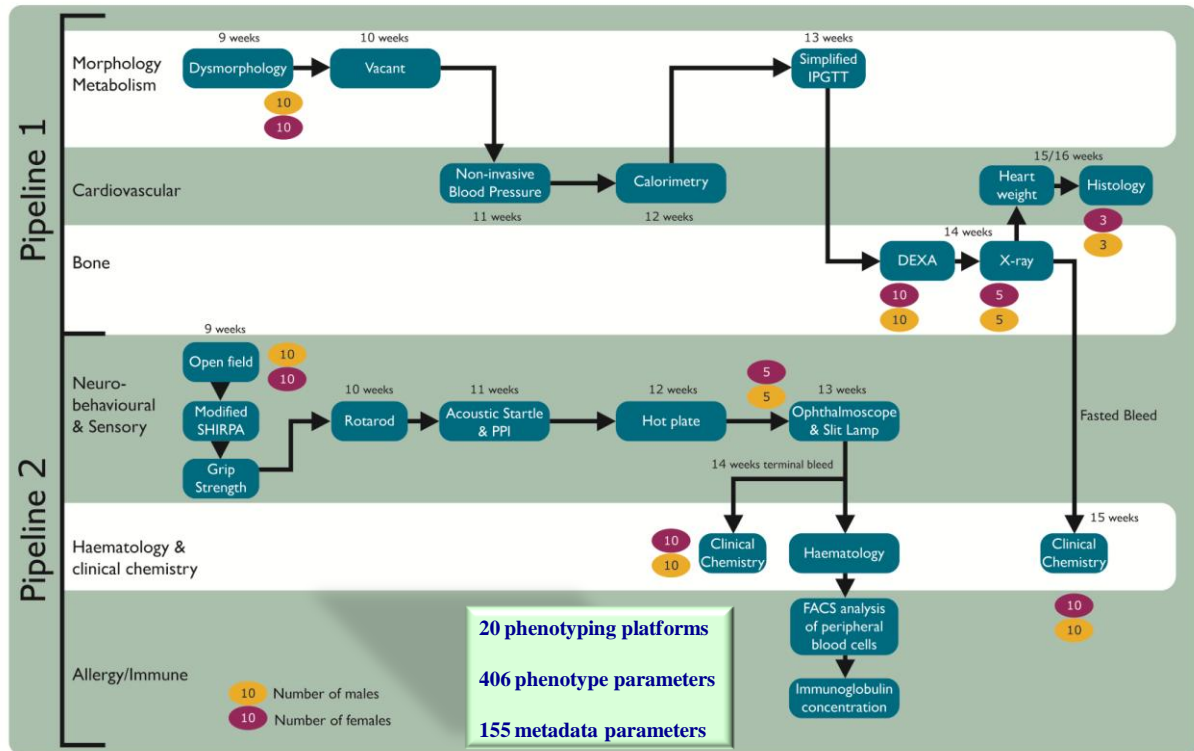 Pipeline 1
Pipeline 2
Morphology
Metabolism
9 weeks
Dysmorphology
10
10
10 weeks
Vacant
13 weeks
Simplified
IPGTT
Cardiovascular
Non-invasive
Blood Pressure
11 weeks
Calorimetry
12 weeks
15/16 weeks
Heart
weight
Histology
3
3
Bone
14 weeks
DEXA
10
10
X-ray
5
5
Neuro-
behavioural
& Sensory
9 weeks
Open field
10
10
Modified
SHIRPA
Grip
Strength
10 weeks
Rotarod
11 weeks
Acoustic Startle
& PPI
12 weeks
Hot plate
5
5
13 weeks
Ophthalmoscope
& Slit Lamp
Fasted Bleed
14 weeks terminal bleed
Haematology &
clinical chemistry
10
10
Clinical
Chemistry
Haematology
15 weeks
Clinical
Chemistry
10
10
Allergy/Immune
FACS analysis
of peripheral
blood cells
Immunoglobulin
concentration
10 Number of males
10 Number of females
20 phenotyping platforms
406 phenotype parameters
155 metadata parameters